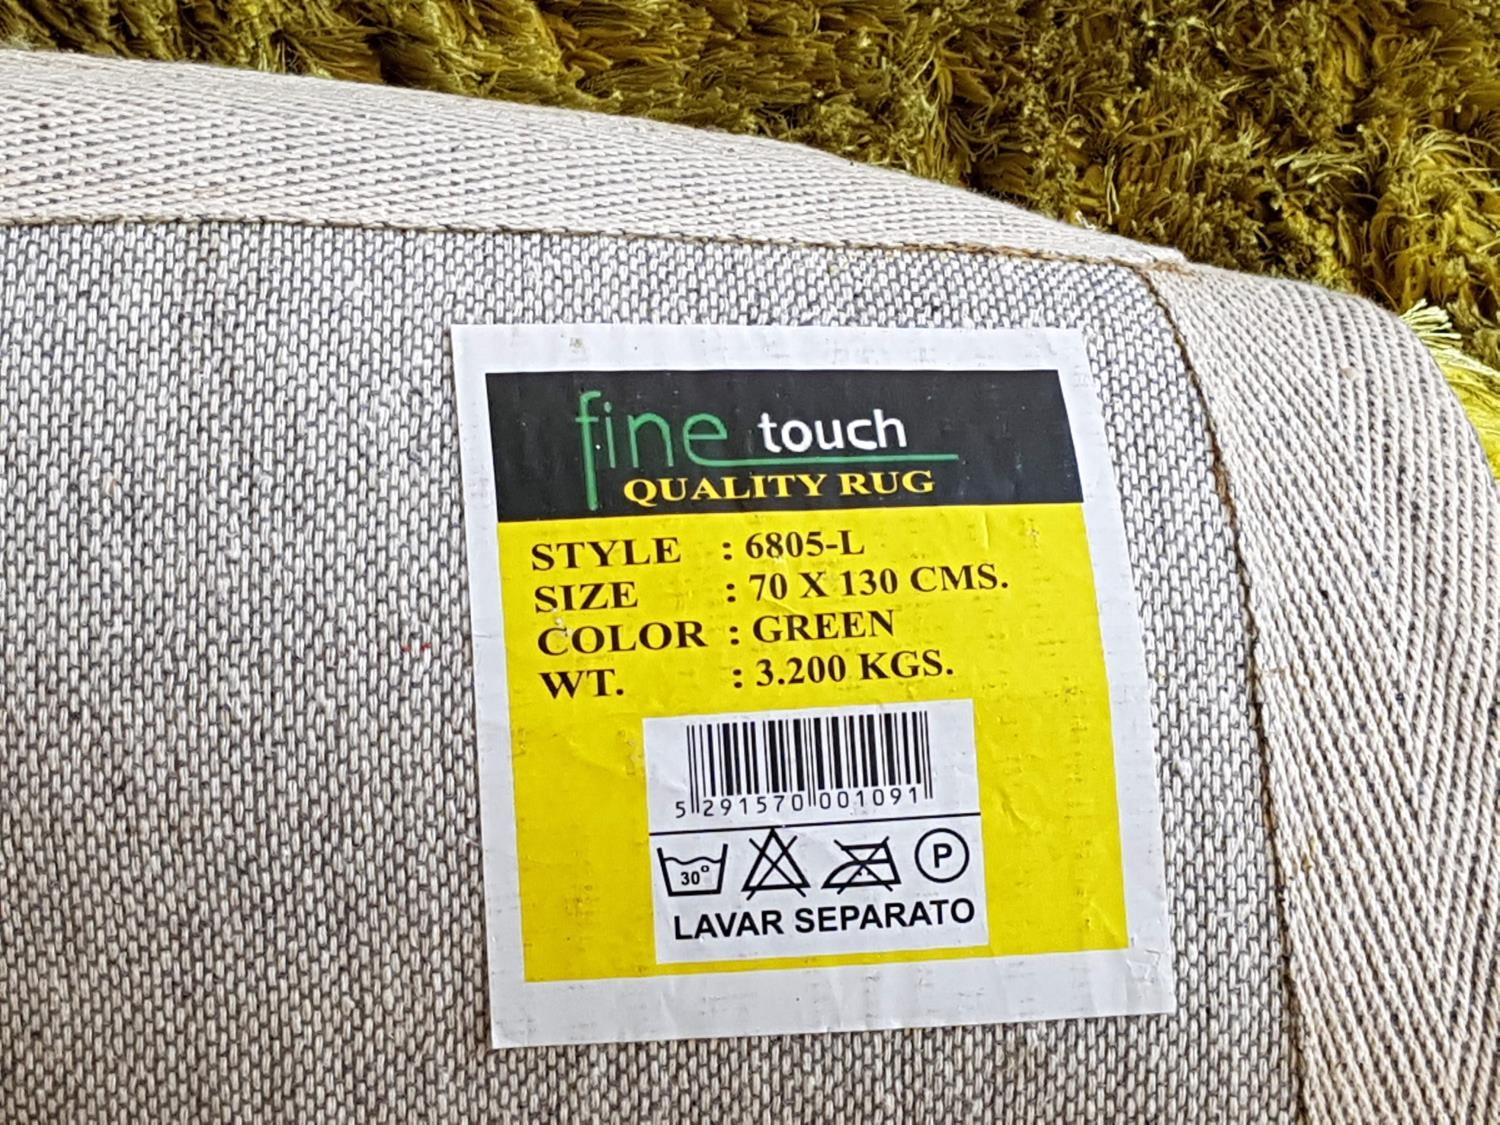 fine touch
QUALITY RUG
STYLE : 6805-L
SIZE : 70 X 130 CMS.
COLOR : GREEN
WT. : 3.200 KGS.
5 291570 001091
30° P
LAVAR SEPARATO